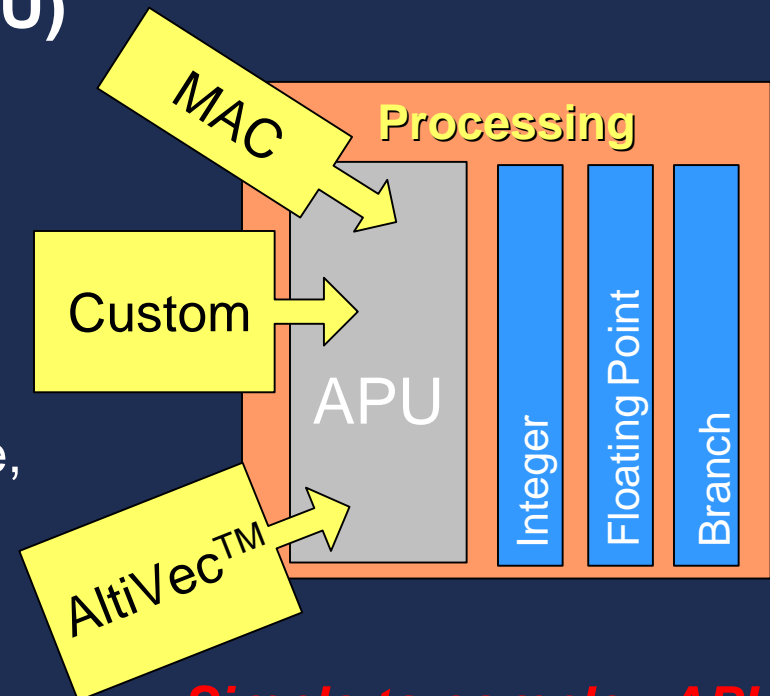 U)
MAC
Processing
Custom
APU
Integer
Floating Point
Branch
e,
AltiVec™